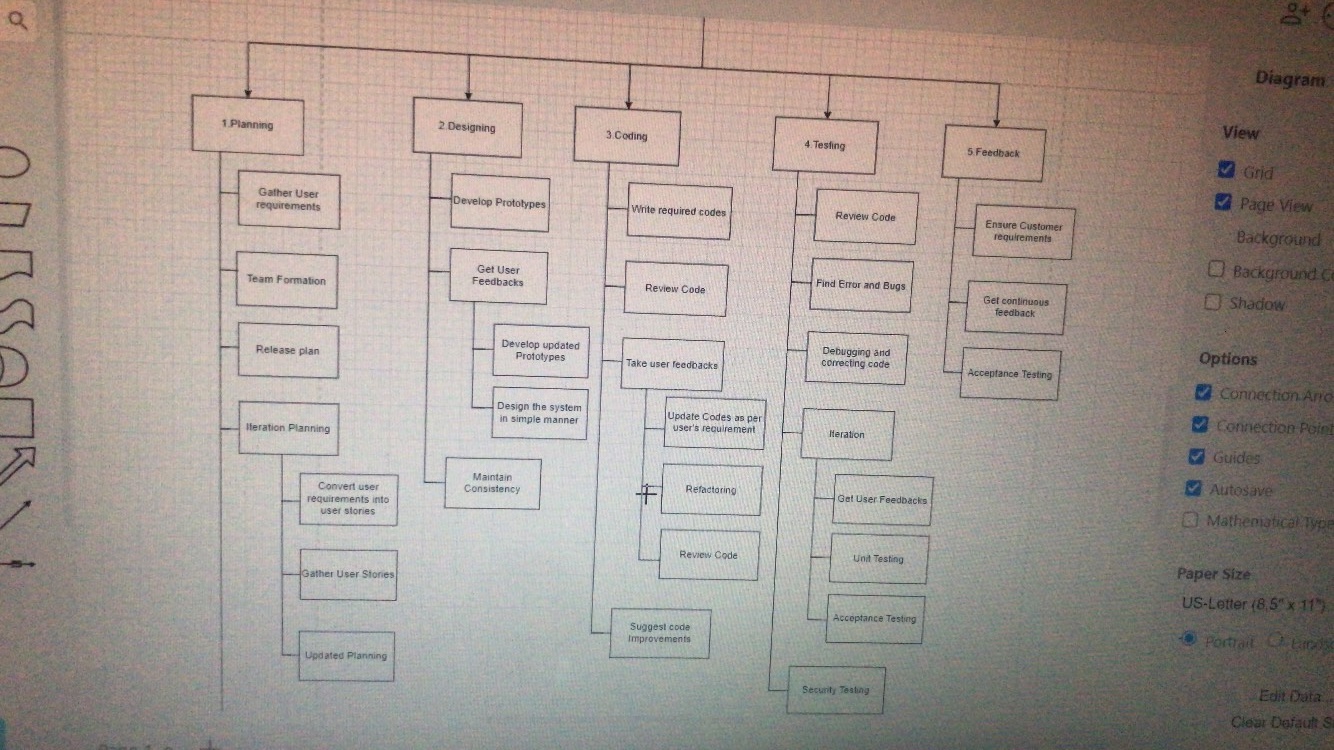 1.Planning
Gather User
requirements
Team Formation
Release plan
Iteration Planning
Convert user
requirements into
user stories
Gather User Stories
Updated Planning
2.Designing
Develop Prototypes
Get User
Feedbacks
Develop updated
Prototypes
Design the system
in simple manner
Maintain
Consistency
3.Coding
Write required codes
Review Code
Take user feedbacks
Update Codes as per
user's requirement
Refactoring
Review Code
Suggest code
Improvements
4.Testing
Review Code
Find Error and Bugs
Debugging and
correcting code
Iteration
Get User Feedbacks
Unit Testing
Acceptance Testing
Security Testing
5.Feedback
Ensure Customer
requirements
Get continuous
feedback
Acceptance Testing
Diagram
View
Grid
Page View
Background
Background
Shadow
Options
Connection
Connection
Guides
Autosave
Mathematical
Paper Size
US-Letter (8.5" x 11")
Portrait
Edit Data
Clear Default